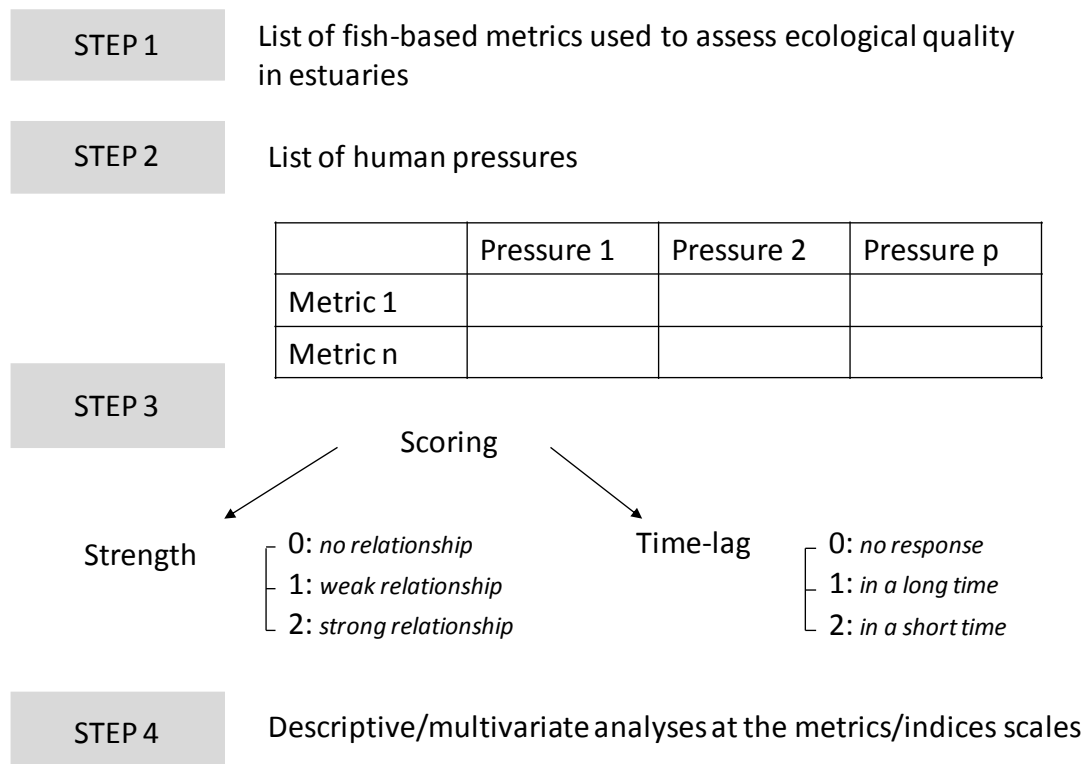 STEP 1
List of fish-based metrics used to assess ecological quality
in estuaries
STEP 2
List of human pressures
Pressure 1 Pressure 2 Pressure p
Metric 1
Metric n
STEP 3
Scoring
Strength
0: no relationship
1: weak relationship
2: strong relationship
Time-lag
0: no response
1: in a long time
2: in a short time
STEP 4
Descriptive/multivariate analyses at the metrics/indices scales